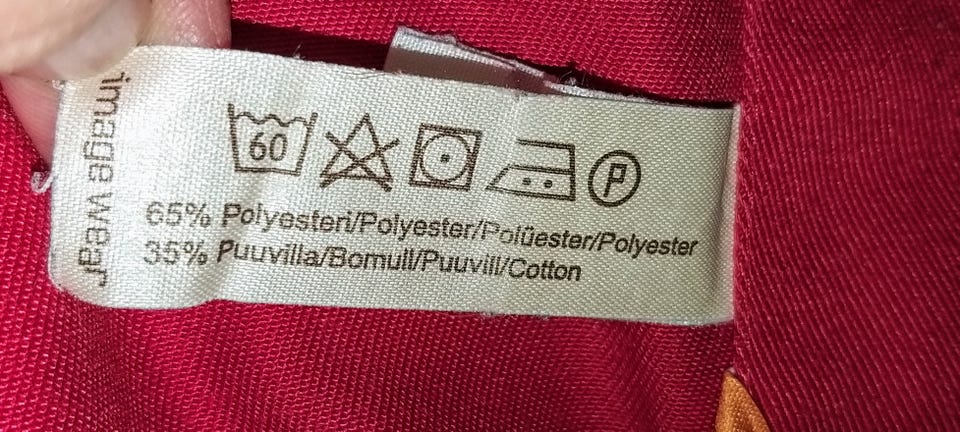 image wear
60
P
65% Polyesteri/Polyester/Polüester/Polyester
35% Puuvilla/Bomull/Puuvill/Cotton